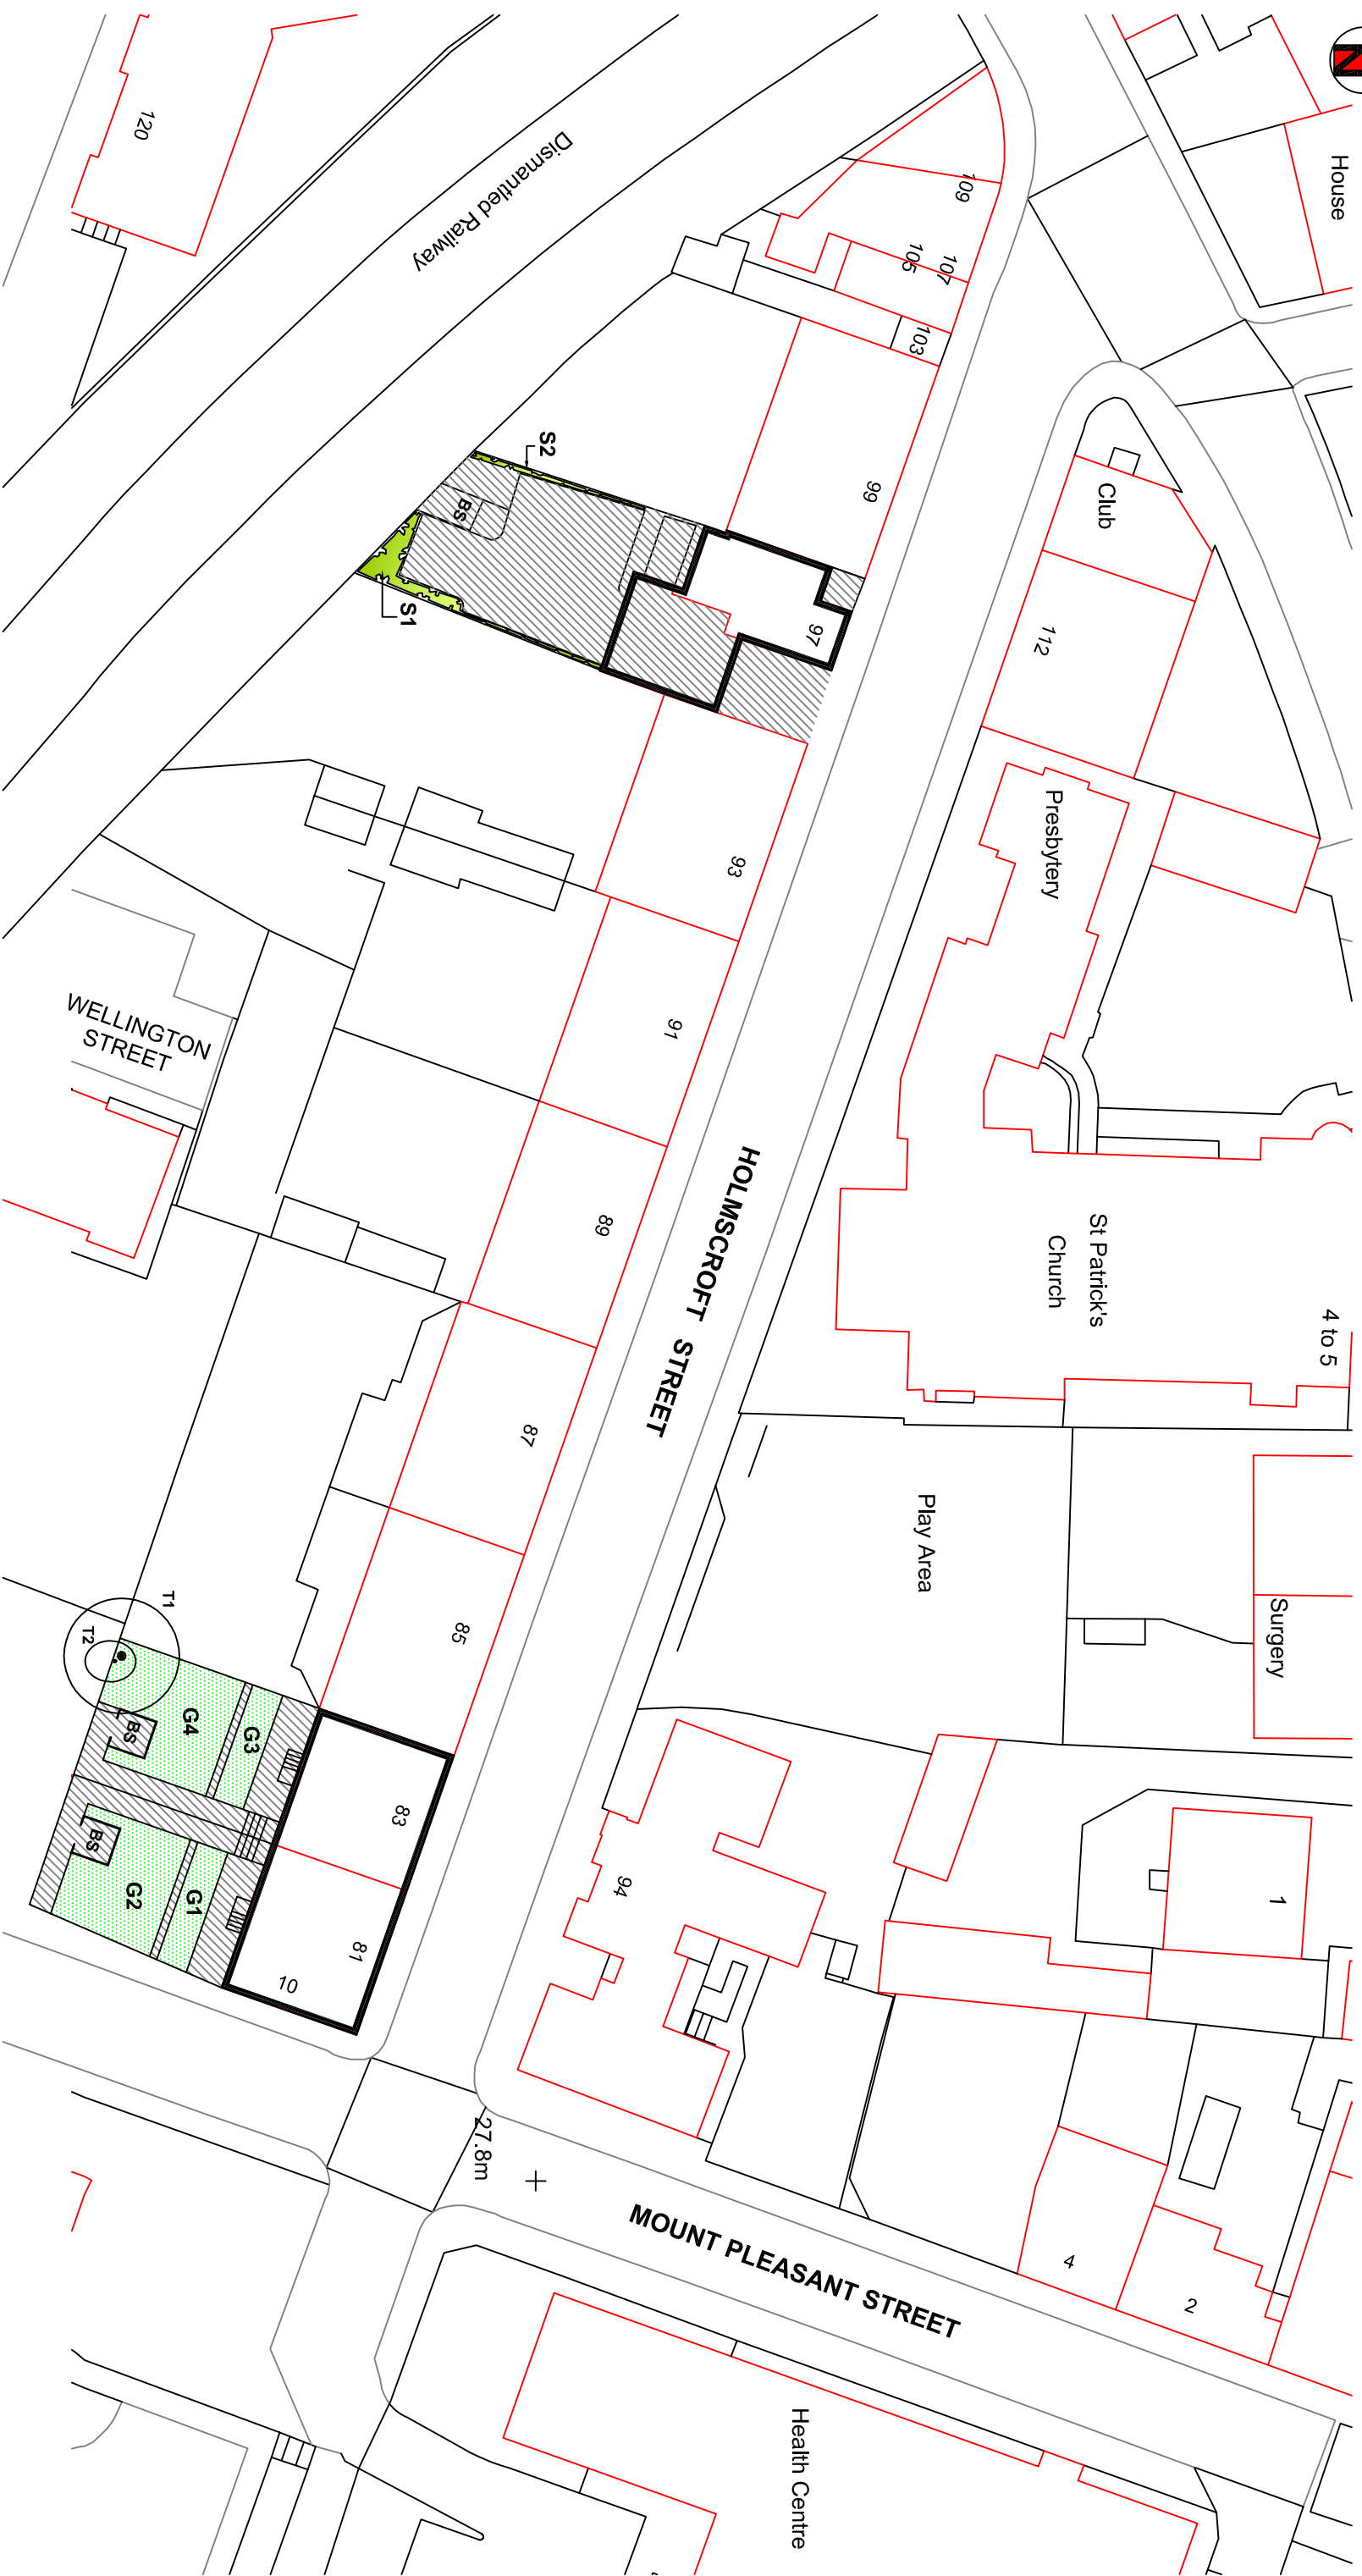 N
House
120
Dismantled Railway
109
107
105
103
99
Club
112
S2
BS
S1
97
Presbytery
93
91
WELLINGTON
STREET
89
HOLMSCROFT STREET
St Patrick's
Church
4 to 5
87
Play Area
Surgery
85
T1
T2
G4
G3
BS
83
BS
G2
G1
81
10
94
1
27.8m
MOUNT PLEASANT STREET
4
2
Health Centre